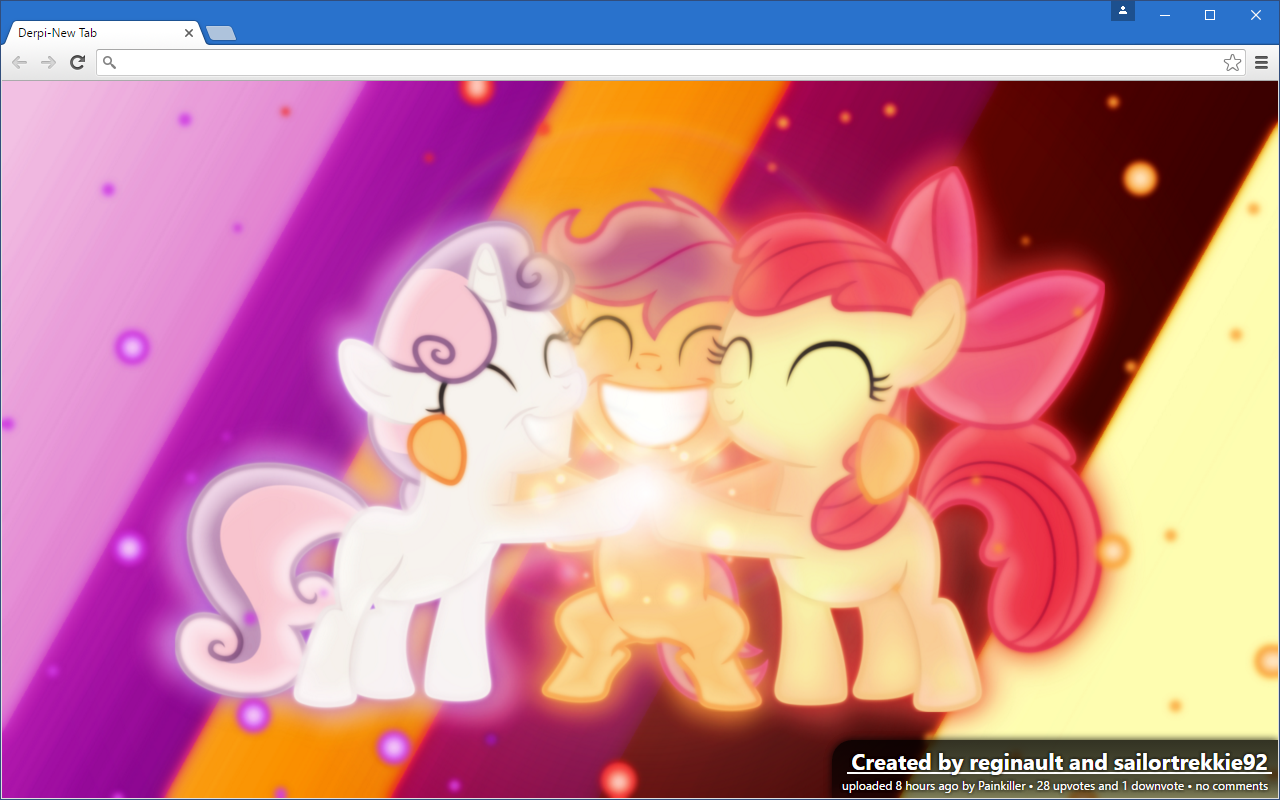 Derpi-New Tab
Created by reginault and sailortrekkie92
uploaded 8 hours ago by Painkiller • 28 upvotes and 1 downvote • no comments